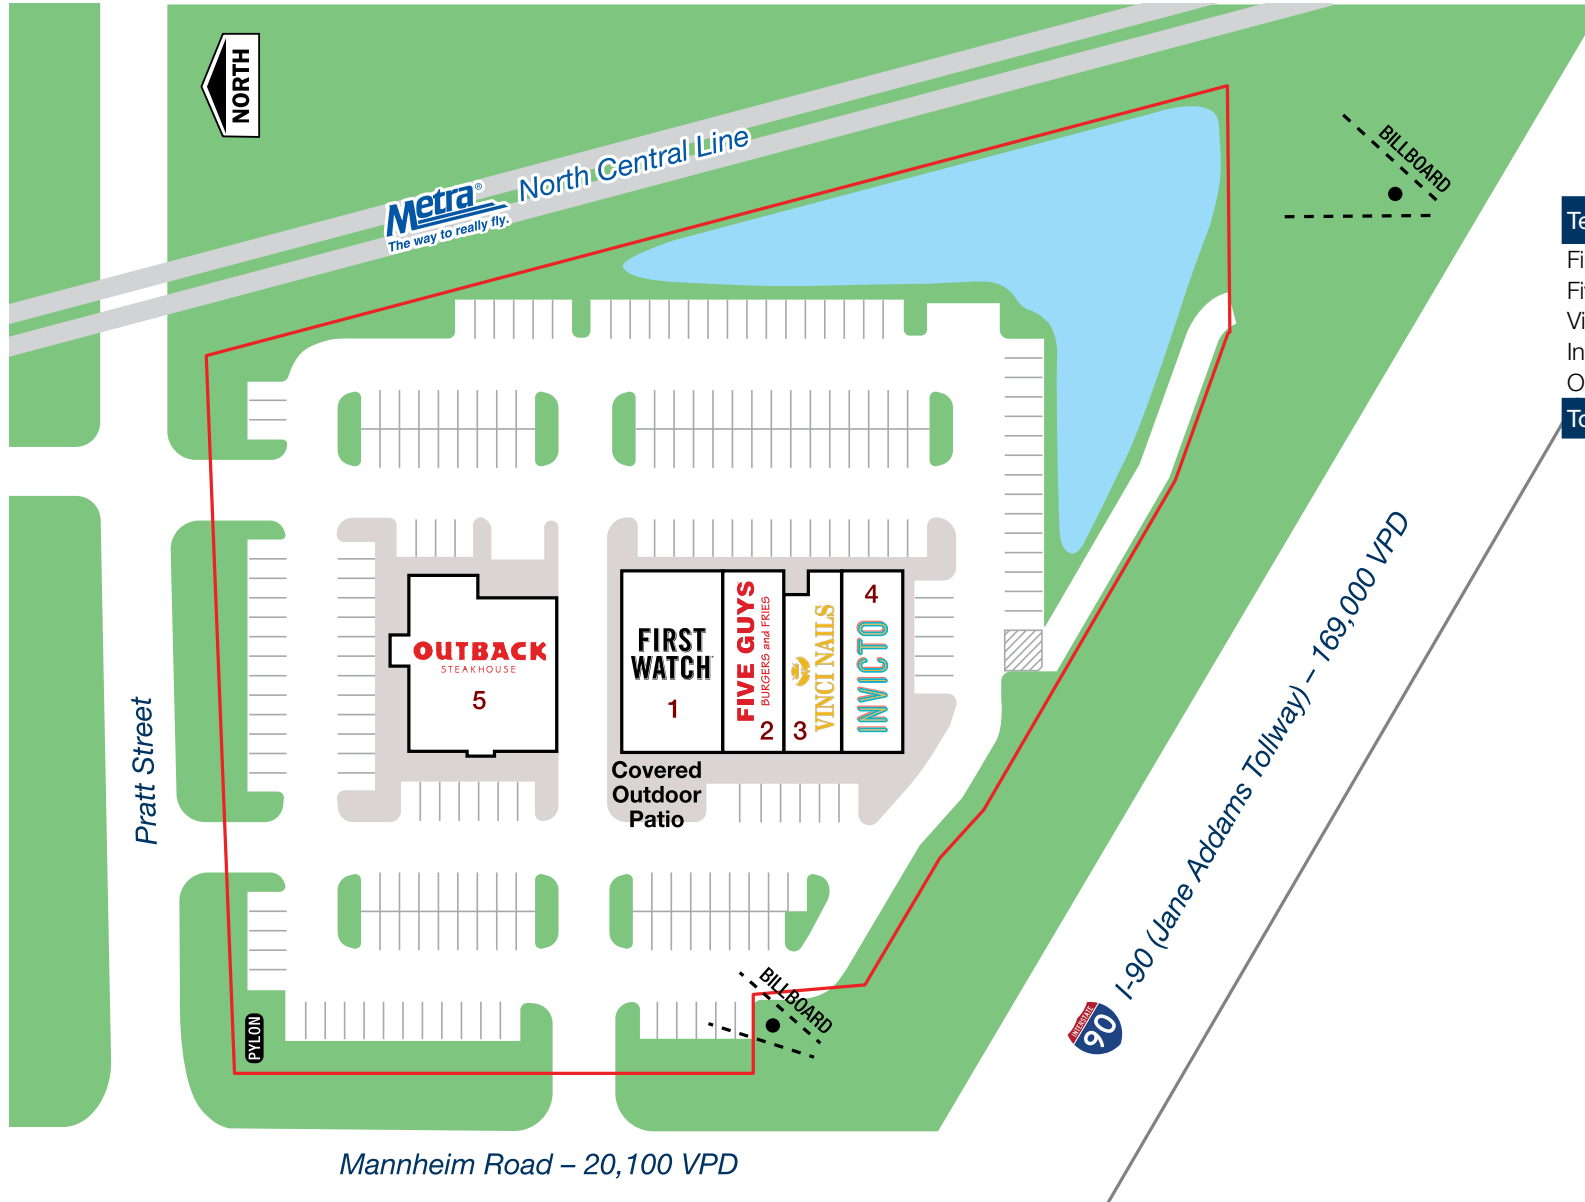 NORTH
Metra®
The way to really fly.
North Central Line
BILLBOARD
OUTBACK
STEAKHOUSE
5
FIRST
WATCH
1
FIVE GUYS
BURGERS and FRIES
2
VINCI NAILS
3
4
INVICTO
Covered
Outdoor
Patio
Pratt Street
PYLON
BILLBOARD
INTERSTATE
90
I-90 (Jane Addams Tollway) – 169,000 VPD
Mannheim Road – 20,100 VPD